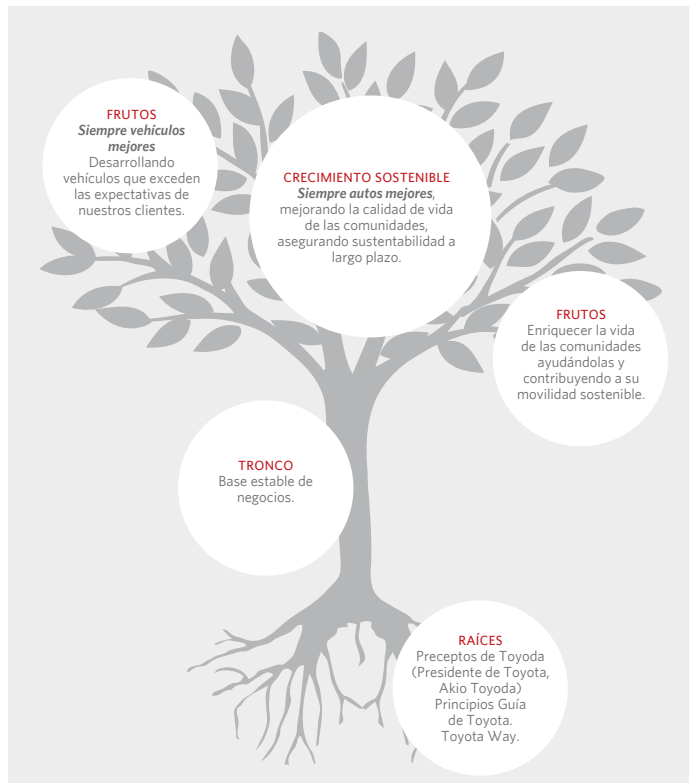 FRUTOS
Siempre vehículos
mejores
Desarrollando
vehículos que exceden
las expectativas de
nuestros clientes.
CRECIMIENTO SOSTENIBLE
Siempre autos mejores,
mejorando la calidad de vida
de las comunidades,
asegurando sustentabilidad a
largo plazo.
FRUTOS
Enriquecer la vida
de las comunidades
ayudándolas y
contribuyendo a su
movilidad sostenible.
TRONCO
Base estable de
negocios.
RAÍCES
Preceptos de Toyoda
(Presidente de Toyota,
Akio Toyoda)
Principios Guía
de Toyota.
Toyota Way.